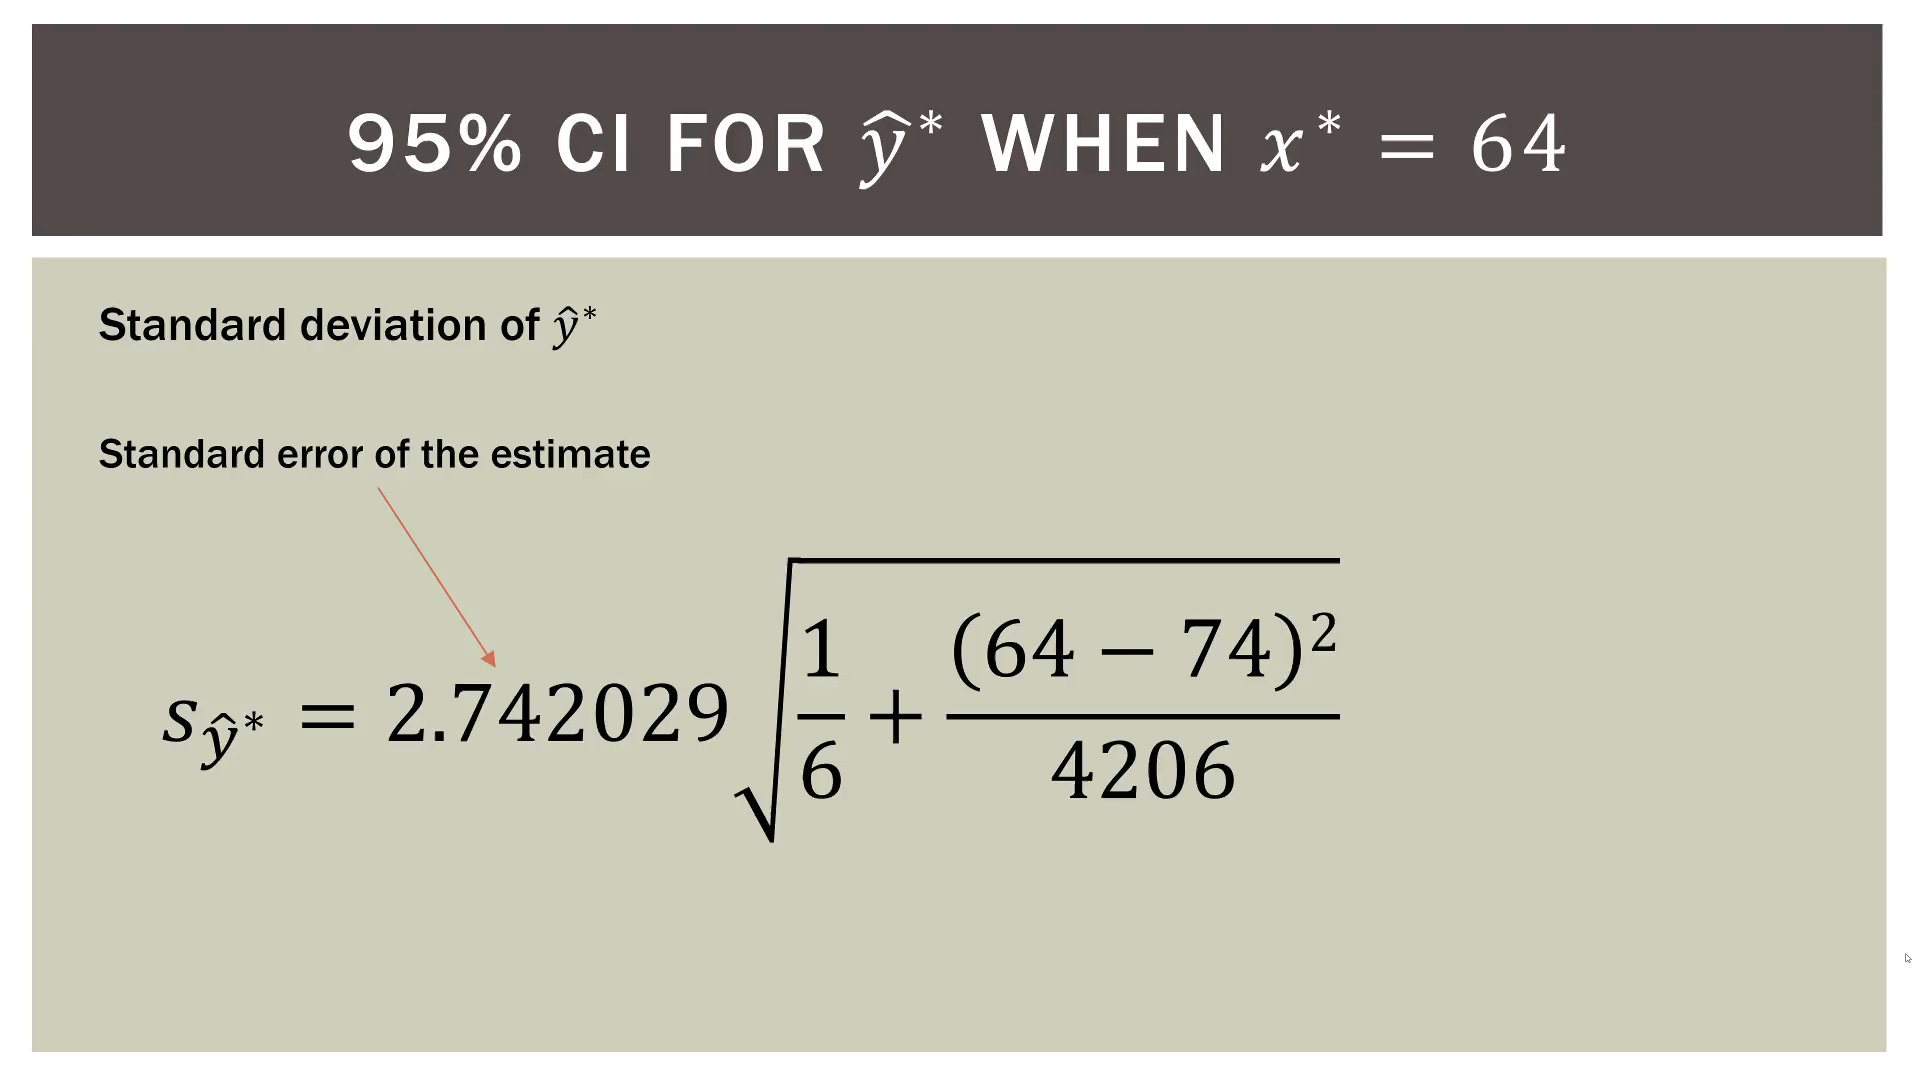 95% CI FOR ŷ* WHEN x* = 64
Standard deviation of ŷ*
Standard error of the estimate
s_ŷ* = 2.742029 √(1/6 + (64 − 74)²/4206)